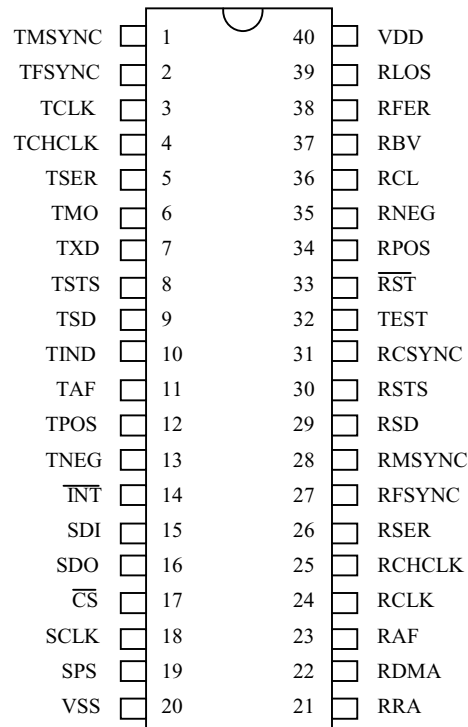 TMSYNC 1 40 VDD
TFSYNC 2 39 RLOS
TCLK 3 38 RFER
TCHCLK 4 37 RBV
TSER 5 36 RCL
TMO 6 35 RNEG
TXD 7 34 RPOS
TSTS 8 33 R̅S̅T̅
TSD 9 32 TEST
TIND 10 31 RCSYNC
TAF 11 30 RSTS
TPOS 12 29 RSD
TNEG 13 28 RMSYNC
I̅N̅T̅ 14 27 RFSYNC
SDI 15 26 RSER
SDO 16 25 RCHCLK
C̅S̅ 17 24 RCLK
SCLK 18 23 RAF
SPS 19 22 RDMA
VSS 20 21 RRA